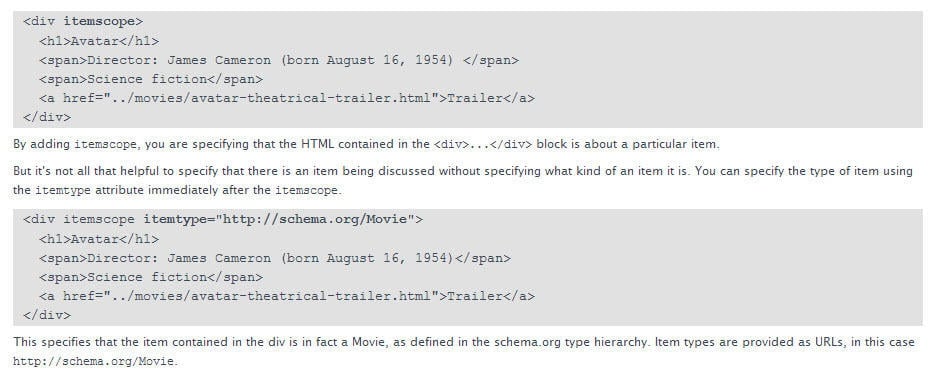 <div itemscope>
  <h1>Avatar</h1>
  <span>Director: James Cameron (born August 16, 1954) </span>
  <span>Science fiction</span>
  <a href="../movies/avatar-theatrical-trailer.html">Trailer</a>
</div>
By adding itemscope, you are specifying that the HTML contained in the <div>...</div> block is about a particular item.
But it's not all that helpful to specify that there is an item being discussed without specifying what kind of an item it is. You can specify the type of item using
the itemtype attribute immediately after the itemscope.
<div itemscope itemtype="http://schema.org/Movie">
  <h1>Avatar</h1>
  <span>Director: James Cameron (born August 16, 1954)</span>
  <span>Science fiction</span>
  <a href="../movies/avatar-theatrical-trailer.html">Trailer</a>
</div>
This specifies that the item contained in the div is in fact a Movie, as defined in the schema.org type hierarchy. Item types are provided as URLs, in this case
http://schema.org/Movie.